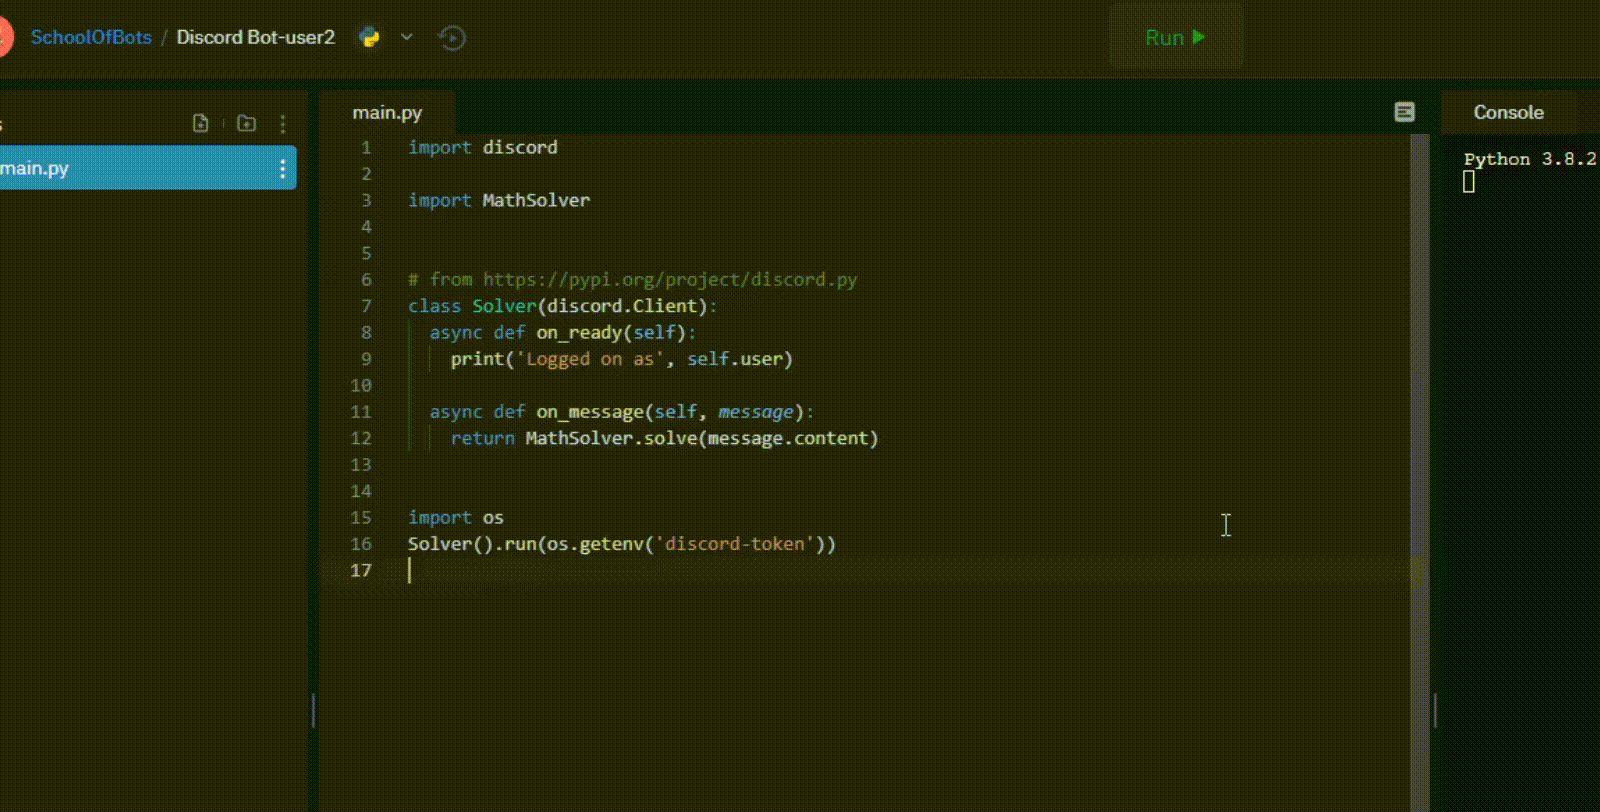 SchoolOfBots / Discord Bot-user2
Run
main.py
Console
main.py
Python 3.8.2
1 import discord
2
3 import MathSolver
4
5
6 # from https://pypi.org/project/discord.py
7 class Solver(discord.Client):
8 async def on_ready(self):
9 print('Logged on as', self.user)
10
11 async def on_message(self, message):
12 return MathSolver.solve(message.content)
13
14
15 import os
16 Solver().run(os.getenv('discord-token'))
17